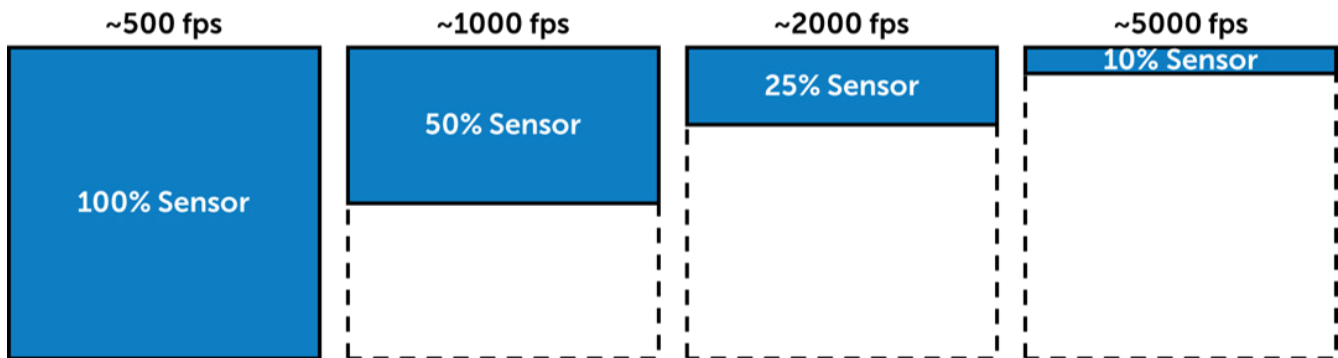 ~500 fps
~1000 fps
~2000 fps
~5000 fps
100% Sensor
50% Sensor
25% Sensor
10% Sensor